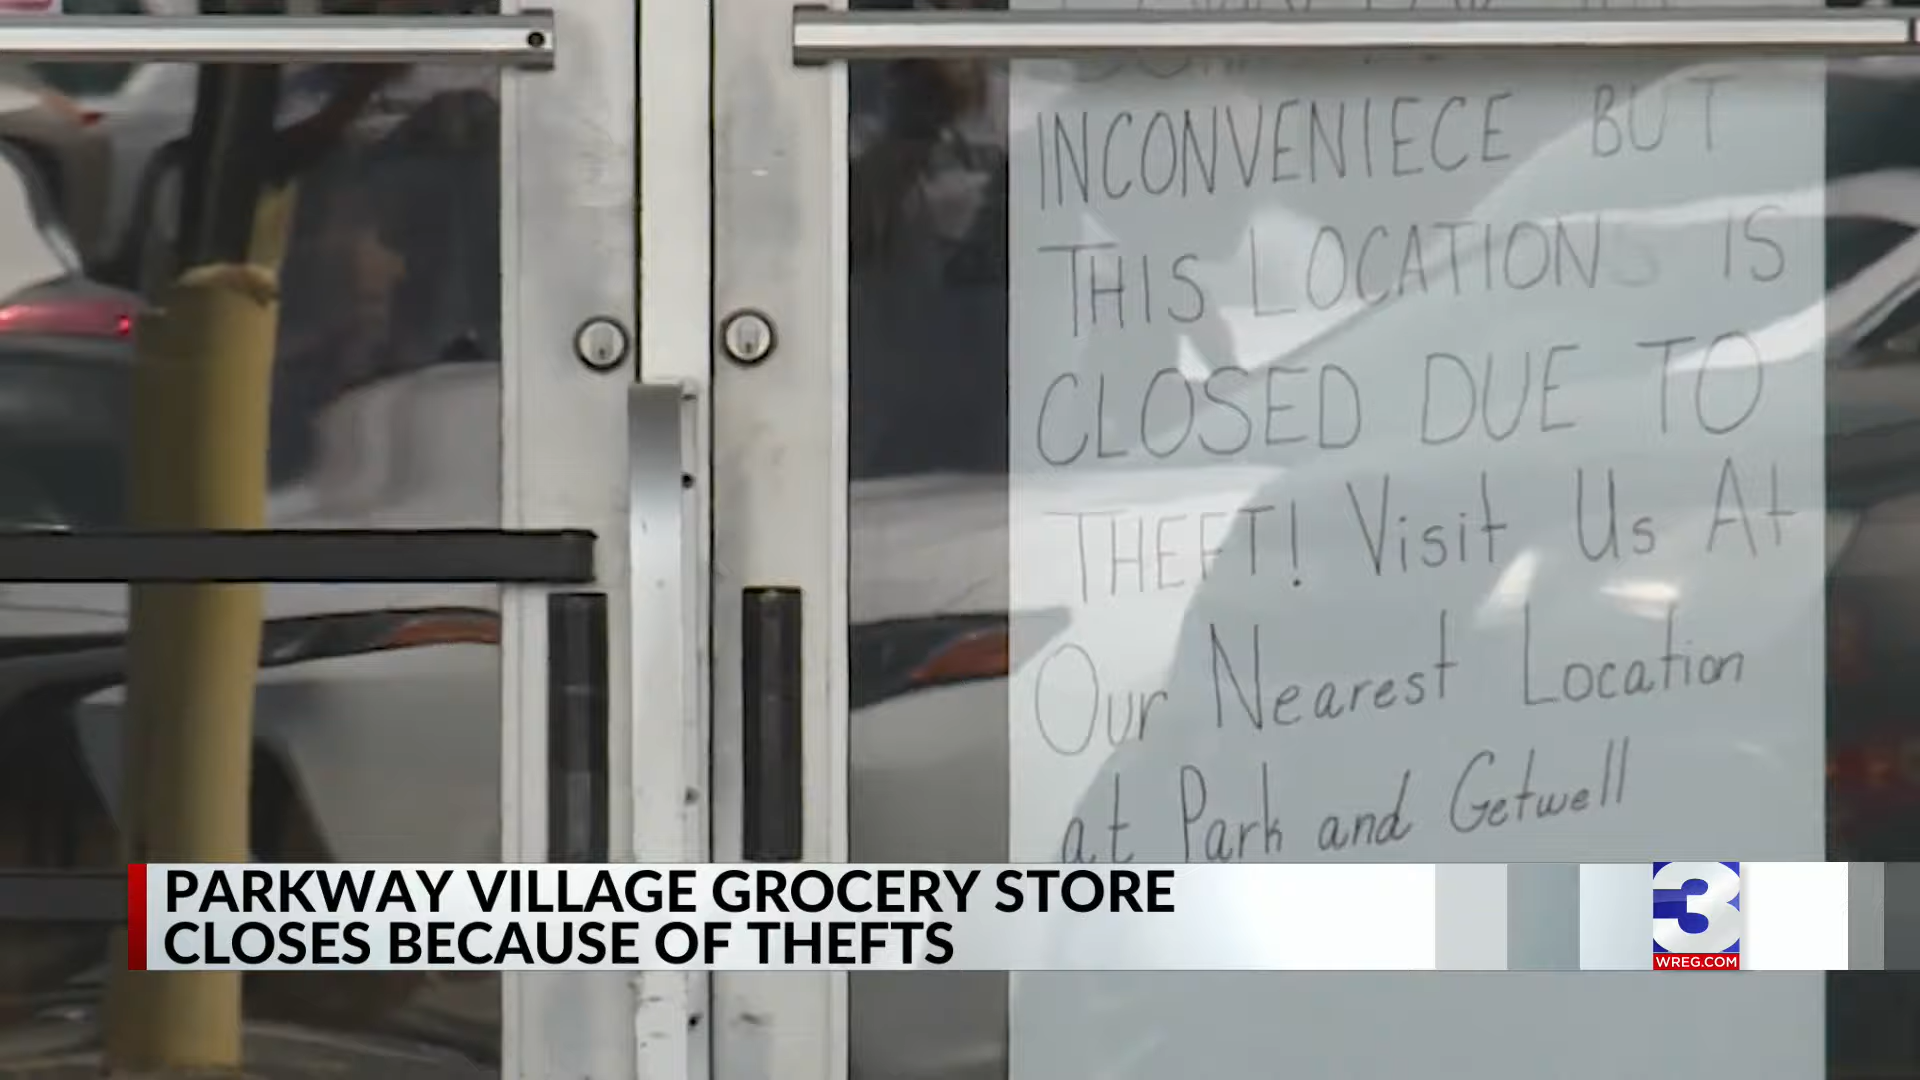 INCONVENIECE BUT
THIS LOCATION IS
CLOSED DUE TO
THEFT! Visit Us At
Our Nearest Location
at Park and Getwell
PARKWAY VILLAGE GROCERY STORE
CLOSES BECAUSE OF THEFTS
3
WREG.COM